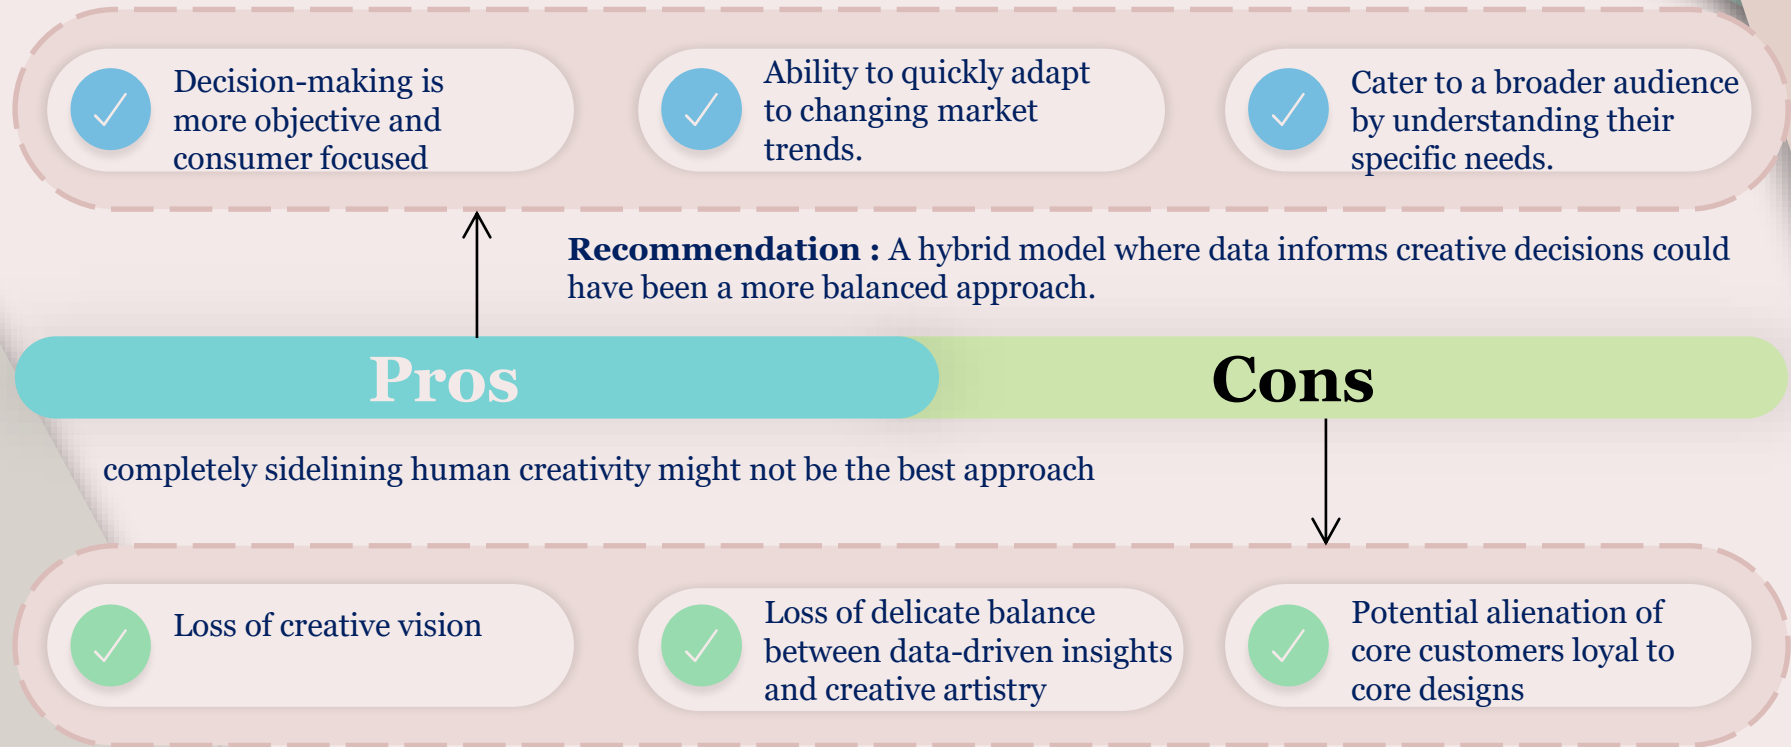 Decision-making is
more objective and
consumer focused
Ability to quickly adapt
to changing market
trends.
Cater to a broader audience
by understanding their
specific needs.
Recommendation : A hybrid model where data informs creative decisions could
have been a more balanced approach.
Pros
Cons
completely sidelining human creativity might not be the best approach
Loss of creative vision
Loss of delicate balance
between data-driven insights
and creative artistry
Potential alienation of
core customers loyal to
core designs